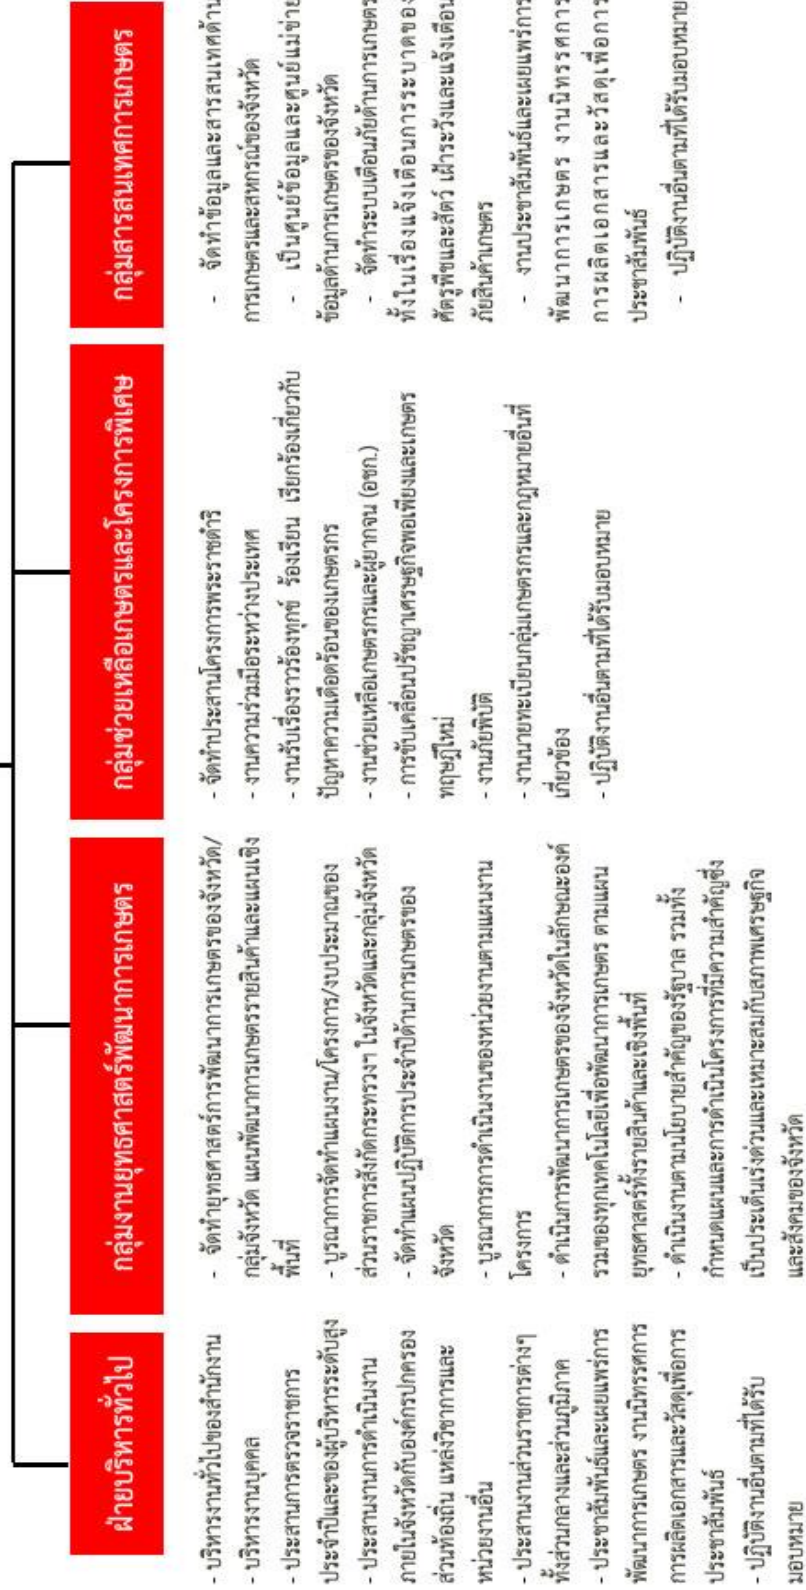 ฝ่ายบริหารทั่วไป
- บริหารงานทั่วไปของสำนักงาน
- บริหารงานบุคคล
- ประสานการตรวจราชการ
ประจำปีและของผู้บริหารระดับสูง
- ประสานงานการดำเนินงาน
ภายในจังหวัดกับองค์กรปกครอง
ส่วนท้องถิ่น แหล่งวิชาการและ
หน่วยงานอื่น
- ประสานงานส่วนราชการต่างๆ
ทั้งส่วนกลางและส่วนภูมิภาค
- ประชาสัมพันธ์และเผยแพร่การ
พัฒนาการเกษตร งานนิทรรศการ
การผลิตเอกสารและวัสดุเพื่อการ
ประชาสัมพันธ์
- ปฏิบัติงานอื่นตามที่ได้รับ
มอบหมาย
กลุ่มงานยุทธศาสตร์พัฒนาการเกษตร
- จัดทำยุทธศาสตร์การพัฒนาการเกษตรของจังหวัด/
กลุ่มจังหวัด แผนพัฒนาการเกษตรรายสินค้าและแผนเชิง
พื้นที่
- บูรณาการจัดทำแผนงาน/โครงการ/งบประมาณของ
ส่วนราชการสังกัดกระทรวงฯ ในจังหวัดและกลุ่มจังหวัด
- จัดทำแผนปฏิบัติการประจำปีด้านการเกษตรของ
จังหวัด
- บูรณาการการดำเนินงานของหน่วยงานตามแผนงาน
โครงการ
- ดำเนินการพัฒนาการเกษตรของจังหวัดในลักษณะองค์
รวมของทุกเทคโนโลยีเพื่อพัฒนาการเกษตร ตามแผน
ยุทธศาสตร์ทั้งรายสินค้าและเชิงพื้นที่
- ดำเนินงานตามนโยบายสำคัญของรัฐบาล รวมทั้ง
กำหนดแผนและการดำเนินโครงการที่มีความสำคัญซึ่ง
เป็นประเด็นเร่งด่วนและเหมาะสมกับสภาพเศรษฐกิจ
และสังคมของจังหวัด
กลุ่มช่วยเหลือเกษตรและโครงการพิเศษ
- จัดทำประสานโครงการพระราชดำริ
- งานความร่วมมือระหว่างประเทศ
- งานรับเรื่องราวร้องทุกข์ ร้องเรียน เรียกร้องเกี่ยวกับ
ปัญหาความเดือดร้อนของเกษตรกร
- งานช่วยเหลือเกษตรกรและผู้ยากจน (อชก.)
- การขับเคลื่อนปรัชญาเศรษฐกิจพอเพียงและเกษตร
ทฤษฎีใหม่
- งานภัยพิบัติ
- งานนายทะเบียนกลุ่มเกษตรกรและกฎหมายอื่นที่
เกี่ยวข้อง
- ปฏิบัติงานอื่นตามที่ได้รับมอบหมาย
กลุ่มสารสนเทศการเกษตร
- จัดทำข้อมูลและสารสนเทศด้าน
การเกษตรและสหกรณ์ของจังหวัด
- เป็นศูนย์ข้อมูลและศูนย์แม่ข่าย
ข้อมูลด้านการเกษตรของจังหวัด
- จัดทำระบบเตือนภัยด้านการเกษตร
ทั้งในเรื่องแจ้งเตือนการระบาดของ
ศัตรูพืชและสัตว์ เฝ้าระวังและแจ้งเตือน
ภัยสินค้าเกษตร
- งานประชาสัมพันธ์และเผยแพร่การ
พัฒนาการเกษตร งานนิทรรศการ
การผลิตเอกสารและวัสดุเพื่อการ
ประชาสัมพันธ์
- ปฏิบัติงานอื่นตามที่ได้รับมอบหมาย